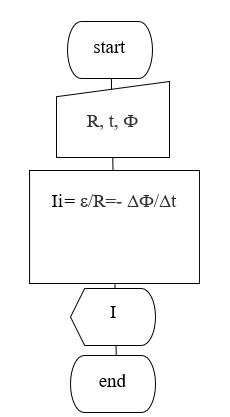 start
R, t, Φ
Ii= ε/R=- ΔΦ/Δt
I
end